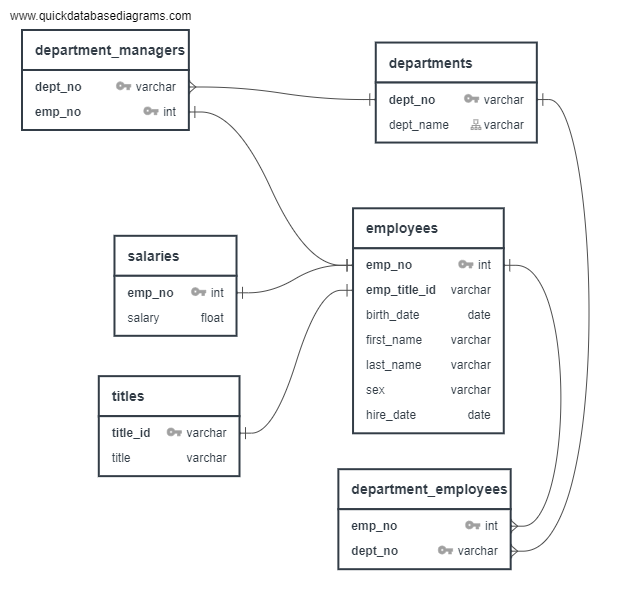 www.quickdatabasediagrams.com
department_managers
dept_no varchar
emp_no int
departments
dept_no varchar
dept_name varchar
employees
emp_no int
emp_title_id varchar
birth_date date
first_name varchar
last_name varchar
sex varchar
hire_date date
salaries
emp_no int
salary float
titles
title_id varchar
title varchar
department_employees
emp_no int
dept_no varchar